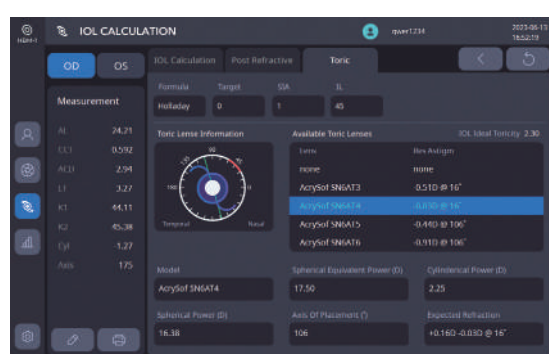 HBM-1
IOL CALCULATION
qwer1234
2023-06-13
16:52:19
OD
OS
IOL Calculation
Post Refractive
Toric
Measurement
AL 24.21
CCT 0.592
ACD 2.94
LT 3.27
K1 44.11
K2 45.38
Cyl -1.27
Axis 175
Formula
Target
SIA
IL
Holladay
0
1
45
Toric Lense Information
90
180
0
Temporal
Nasal
Available Toric Lenses
IOL Ideal Toricity 2.30
Lens
Res Astigm
none
none
AcrySof SN6AT3
-0.51D @ 16°
AcrySof SN6AT4
-0.03D @ 16°
AcrySof SN6AT5
-0.44D @ 106°
AcrySof SN6AT6
-0.91D @ 106°
Model
Spherical Equivalent Power (D)
Cylinderical Power (D)
AcrySof SN6AT4
17.50
2.25
Spherical Power (D)
Axis Of Placement (°)
Expected Refraction
16.38
106
+0.16D -0.03D @ 16°